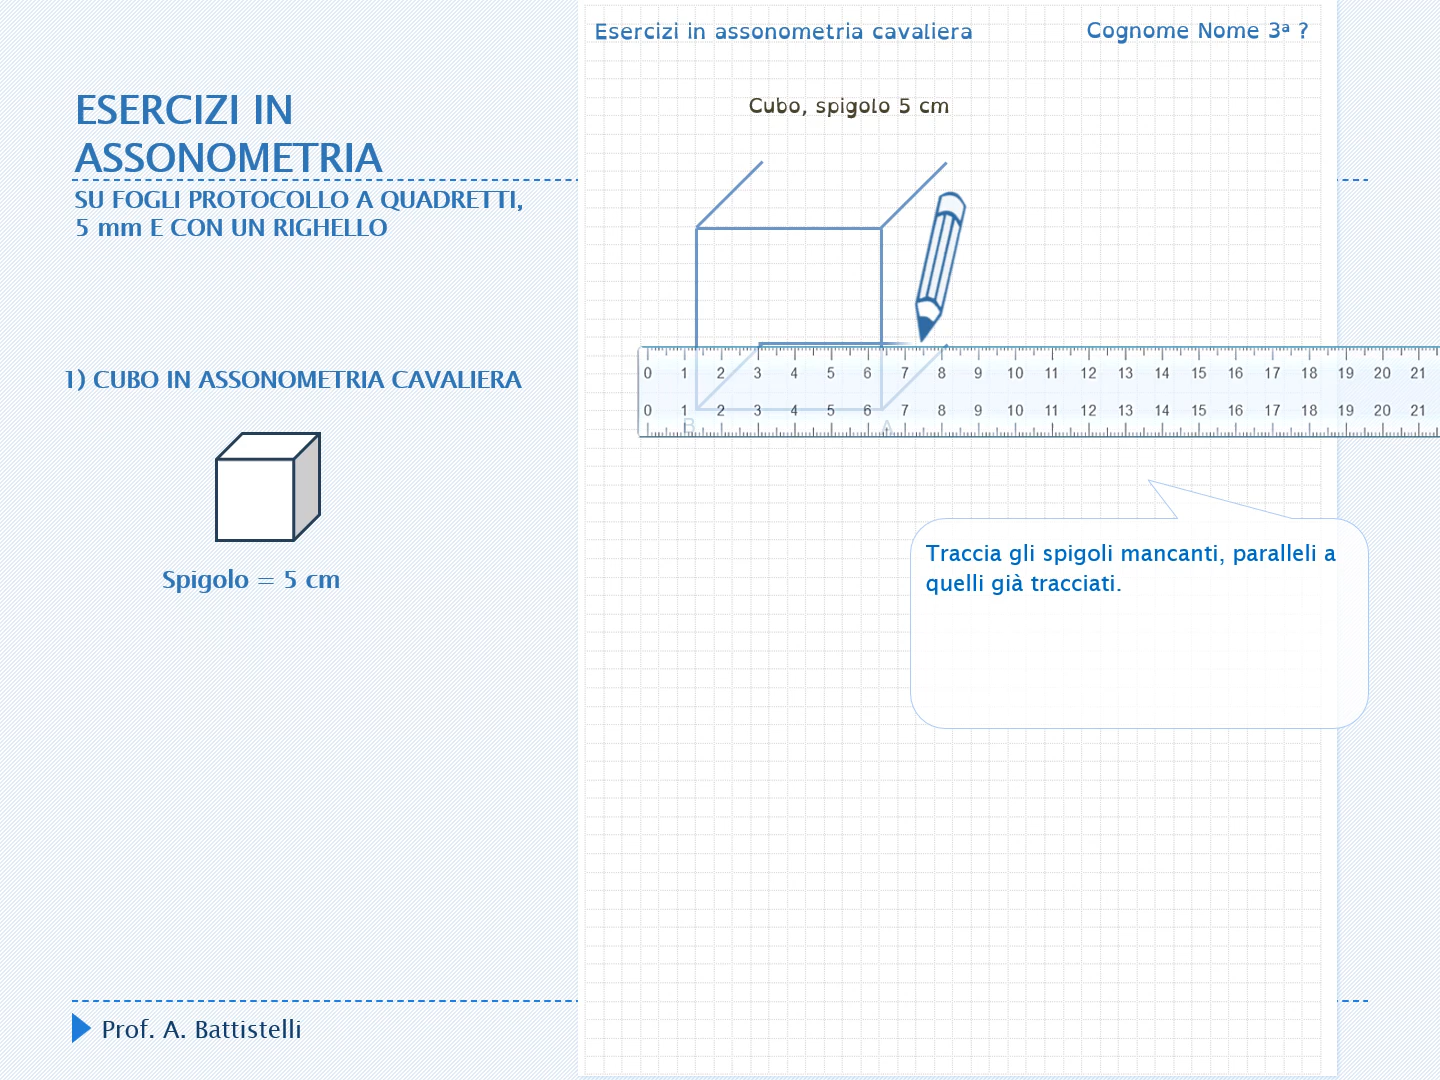 Esercizi in assonometria cavaliera
Cognome Nome 3ª ?
ESERCIZI IN
ASSONOMETRIA
SU FOGLI PROTOCOLLO A QUADRETTI,
5 mm E CON UN RIGHELLO
Cubo, spigolo 5 cm
1) CUBO IN ASSONOMETRIA CAVALIERA
Spigolo = 5 cm
0 1 2 3 4 5 6 7 8 9 10 11 12 13 14 15 16 17 18 19 20 21
0 1 2 3 4 5 6 7 8 9 10 11 12 13 14 15 16 17 18 19 20 21
B A
Traccia gli spigoli mancanti, paralleli a
quelli già tracciati.
Prof. A. Battistelli